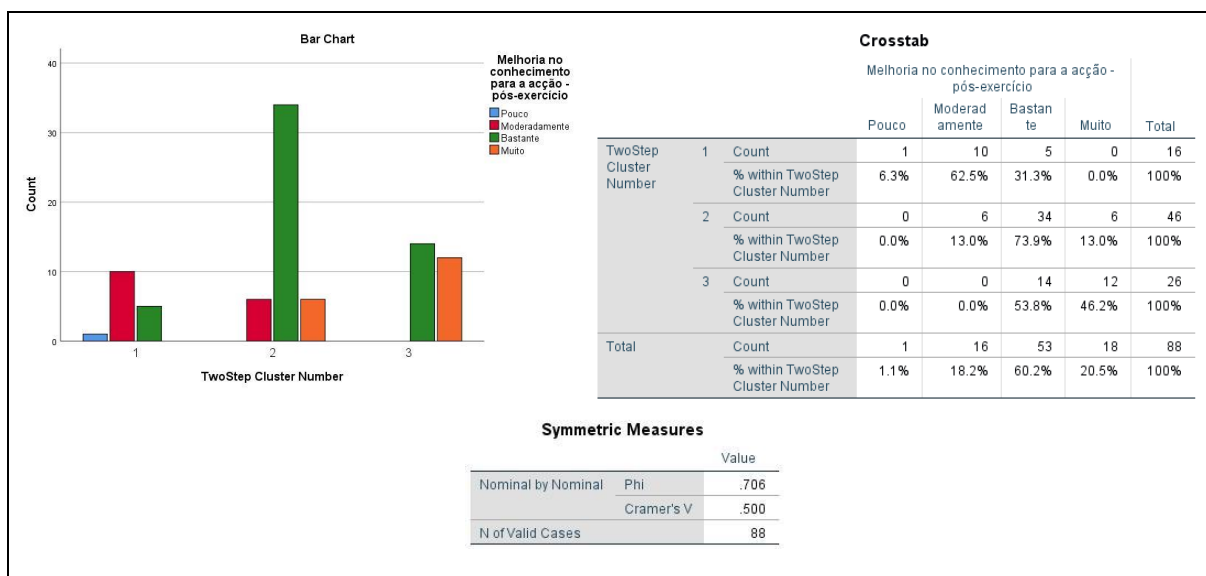 Bar Chart
Melhoria no
conhecimento
para a acção -
pós-exercício
Pouco
Moderadamente
Bastante
Muito
40
30
20
10
0
Count
1 2 3
TwoStep Cluster Number
Crosstab
Melhoria no conhecimento para a acção -
pós-exercício
Pouco Moderad Bastan Muito Total
amente te
TwoStep 1 Count 1 10 5 0 16
Cluster
Number % within TwoStep 6.3% 62.5% 31.3% 0.0% 100%
Cluster Number
2 Count 0 6 34 6 46
% within TwoStep 0.0% 13.0% 73.9% 13.0% 100%
Cluster Number
3 Count 0 0 14 12 26
% within TwoStep 0.0% 0.0% 53.8% 46.2% 100%
Cluster Number
Total Count 1 16 53 18 88
% within TwoStep 1.1% 18.2% 60.2% 20.5% 100%
Cluster Number
Symmetric Measures
Value
Nominal by Nominal Phi .706
Cramer's V .500
N of Valid Cases 88